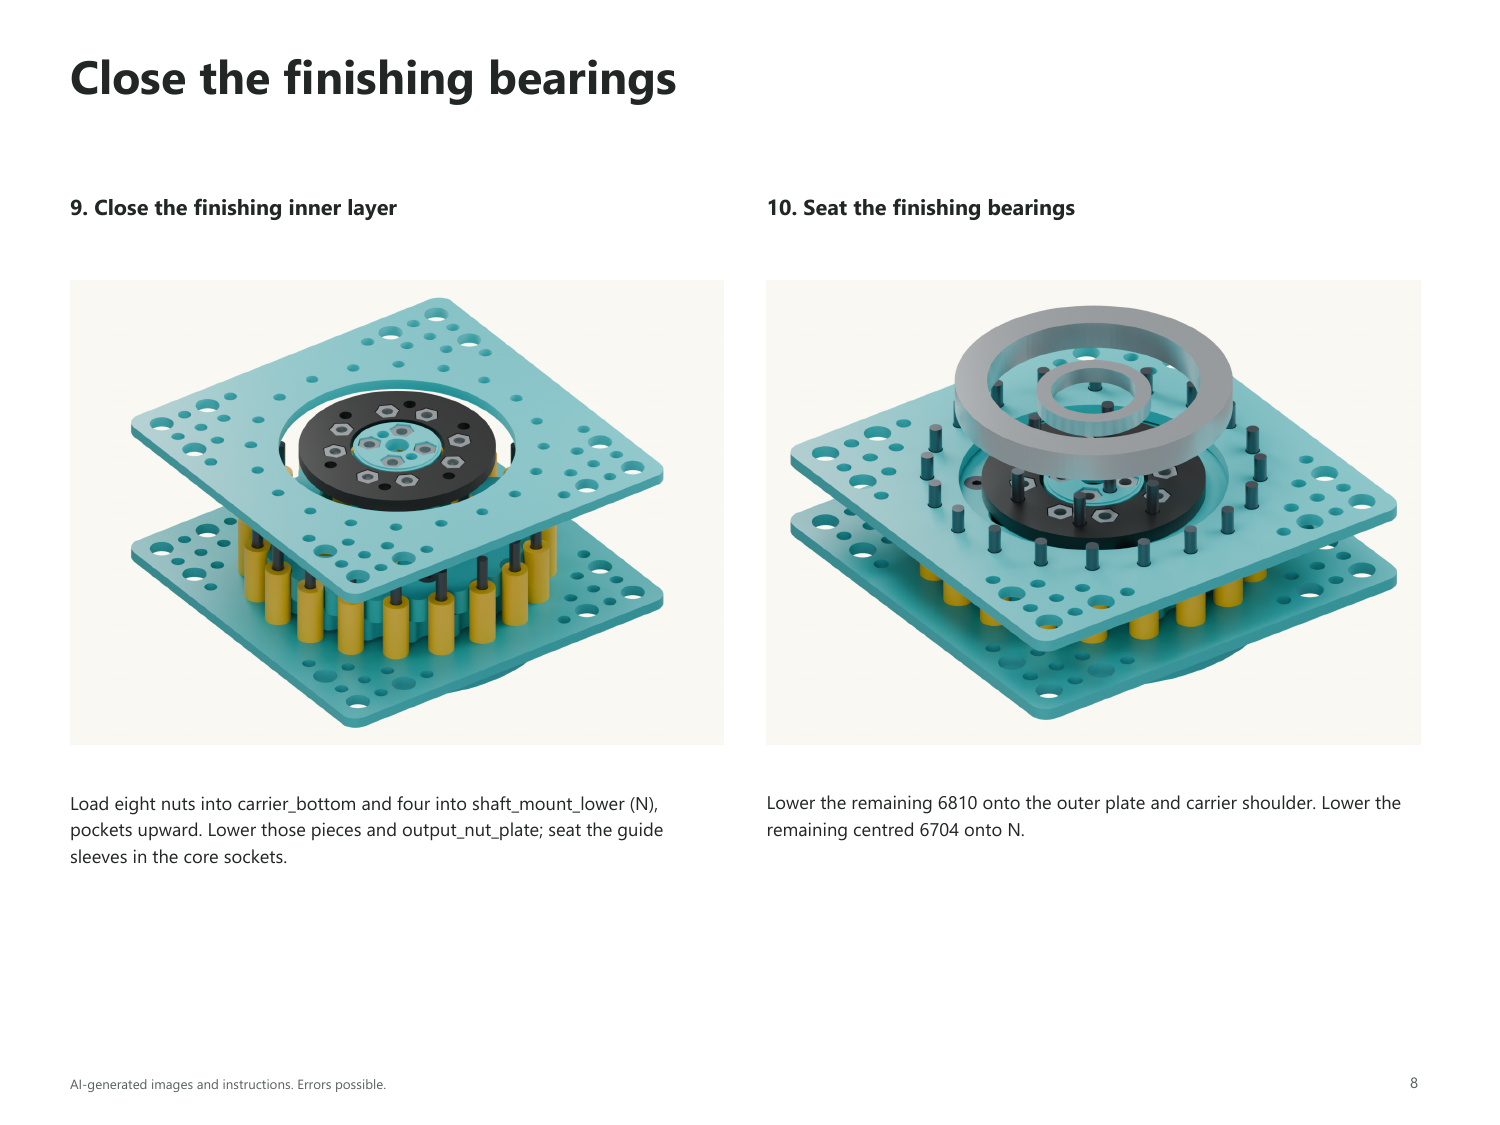 Close the finishing bearings
9. Close the finishing inner layer
Load eight nuts into carrier_bottom and four into shaft_mount_lower (N),
pockets upward. Lower those pieces and output_nut_plate; seat the guide
sleeves in the core sockets.
10. Seat the finishing bearings
Lower the remaining 6810 onto the outer plate and carrier shoulder. Lower the
remaining centred 6704 onto N.
AI-generated images and instructions. Errors possible.
8